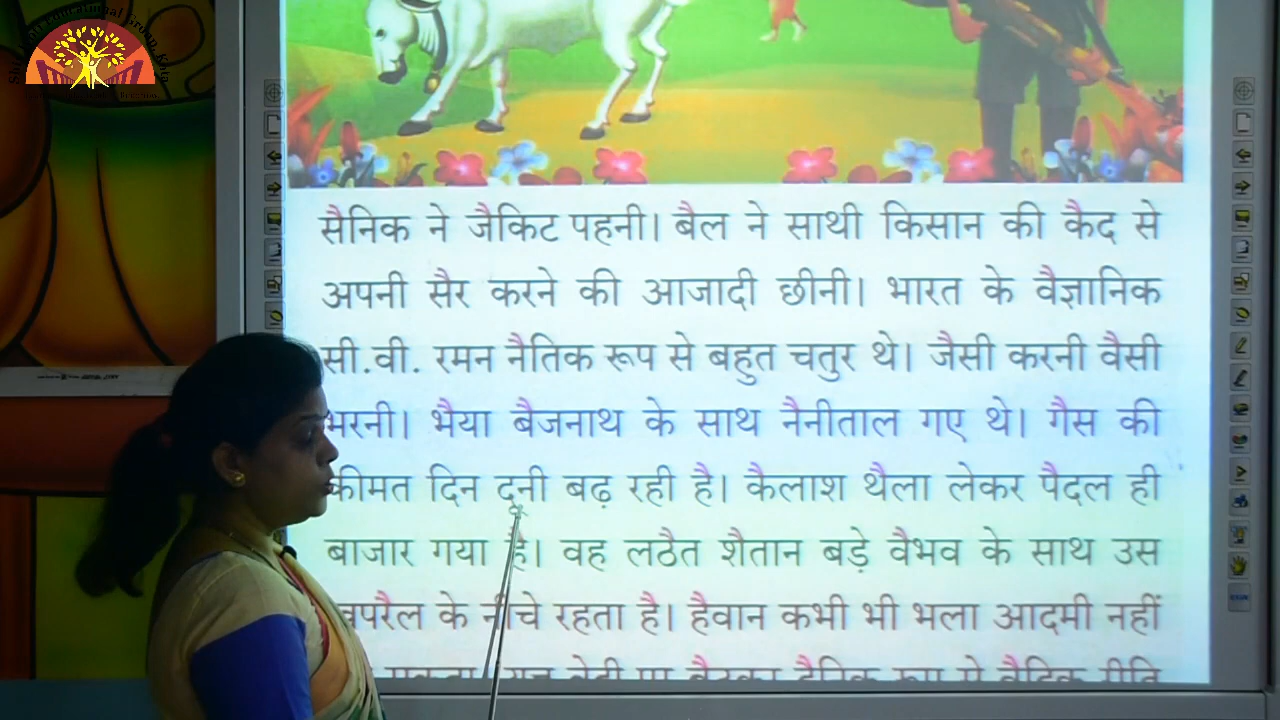 सैनिक ने जैकिट पहनी। बैल ने साथी किसान की कैद से
अपनी सैर करने की आजादी छीनी। भारत के वैज्ञानिक
सी.वी. रमन नैतिक रूप से बहुत चतुर थे। जैसी करनी वैसी
भरनी। भैया बैजनाथ के साथ नैनीताल गए थे। गैस की
कीमत दिन दूनी बढ़ रही है। कैलाश थैला लेकर पैदल ही
बाजार गया है। वह लठैत शैतान बड़े वैभव के साथ उस
के नीचे रहता है। हैवान कभी भी भला आदमी नहीं